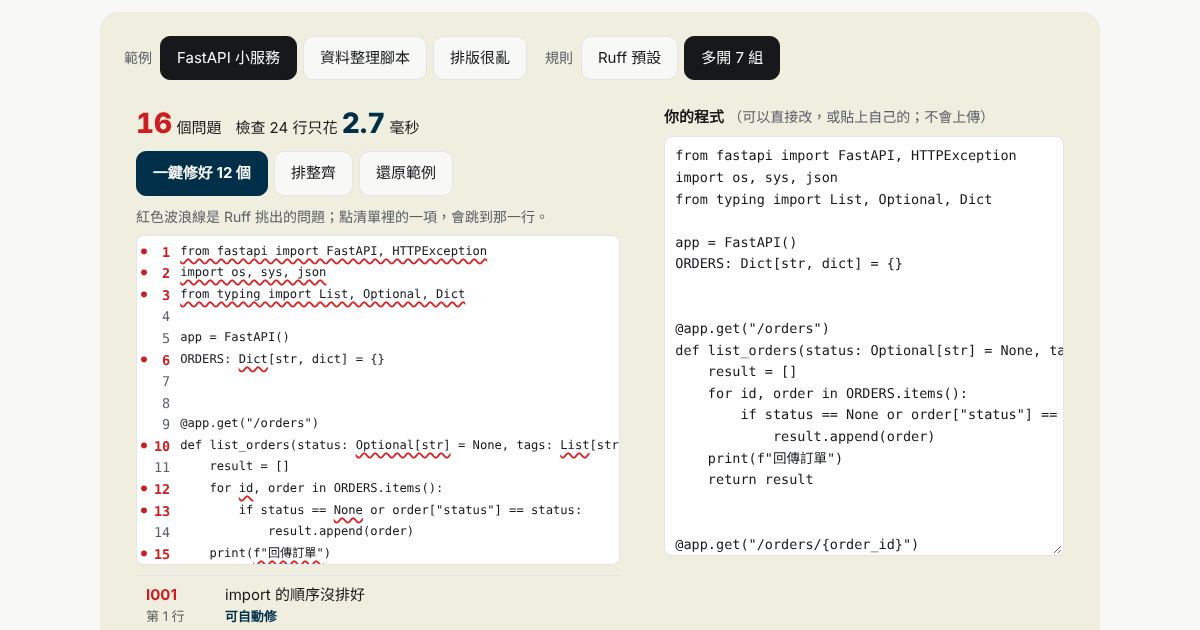 範例 FastAPI 小服務 資料整理腳本 排版很亂 規則 Ruff 預設 多開 7 組
16 個問題 檢查 24 行只花 2.7 毫秒
一鍵修好 12 個 排整齊 還原範例
紅色波浪線是 Ruff 挑出的問題；點清單裡的一項，會跳到那一行。
1 from fastapi import FastAPI, HTTPException
2 import os, sys, json
3 from typing import List, Optional, Dict
4
5 app = FastAPI()
6 ORDERS: Dict[str, dict] = {}
7
8
9 @app.get("/orders")
10 def list_orders(status: Optional[str] = None, tags: List[str
11     result = []
12     for id, order in ORDERS.items():
13         if status == None or order["status"] == status:
14             result.append(order)
15     print(f"回傳訂單")
I001 import 的順序沒排好
第 1 行 可自動修
你的程式 （可以直接改，或貼上自己的；不會上傳）
from fastapi import FastAPI, HTTPException
import os, sys, json
from typing import List, Optional, Dict
app = FastAPI()
ORDERS: Dict[str, dict] = {}
@app.get("/orders")
def list_orders(status: Optional[str] = None, ta
    result = []
    for id, order in ORDERS.items():
        if status == None or order["status"] ==
            result.append(order)
    print(f"回傳訂單")
    return result
@app.get("/orders/{order_id}")